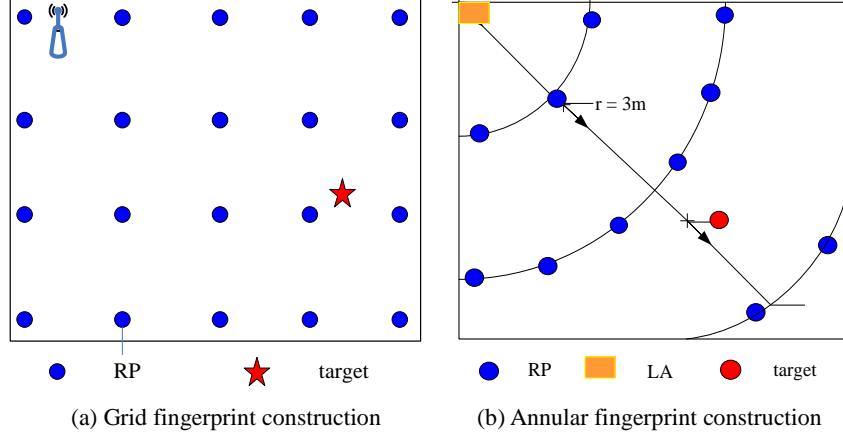 r = 3m
RP target
RP LA target
(a) Grid fingerprint construction
(b) Annular fingerprint construction